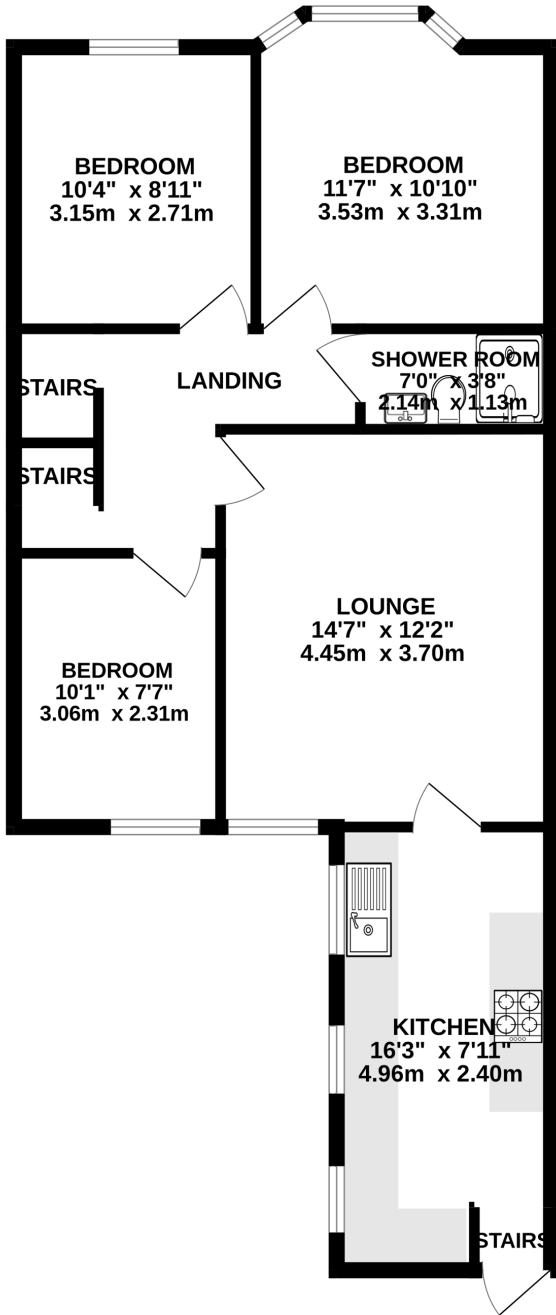 BEDROOM
10'4" x 8'11"
3.15m x 2.71m
BEDROOM
11'7" x 10'10"
3.53m x 3.31m
SHOWER ROOM
7'0" x 3'8"
2.14m x 1.13m
LANDING
STAIRS
STAIRS
LOUNGE
14'7" x 12'2"
4.45m x 3.70m
BEDROOM
10'1" x 7'7"
3.06m x 2.31m
KITCHEN
16'3" x 7'11"
4.96m x 2.40m
STAIRS